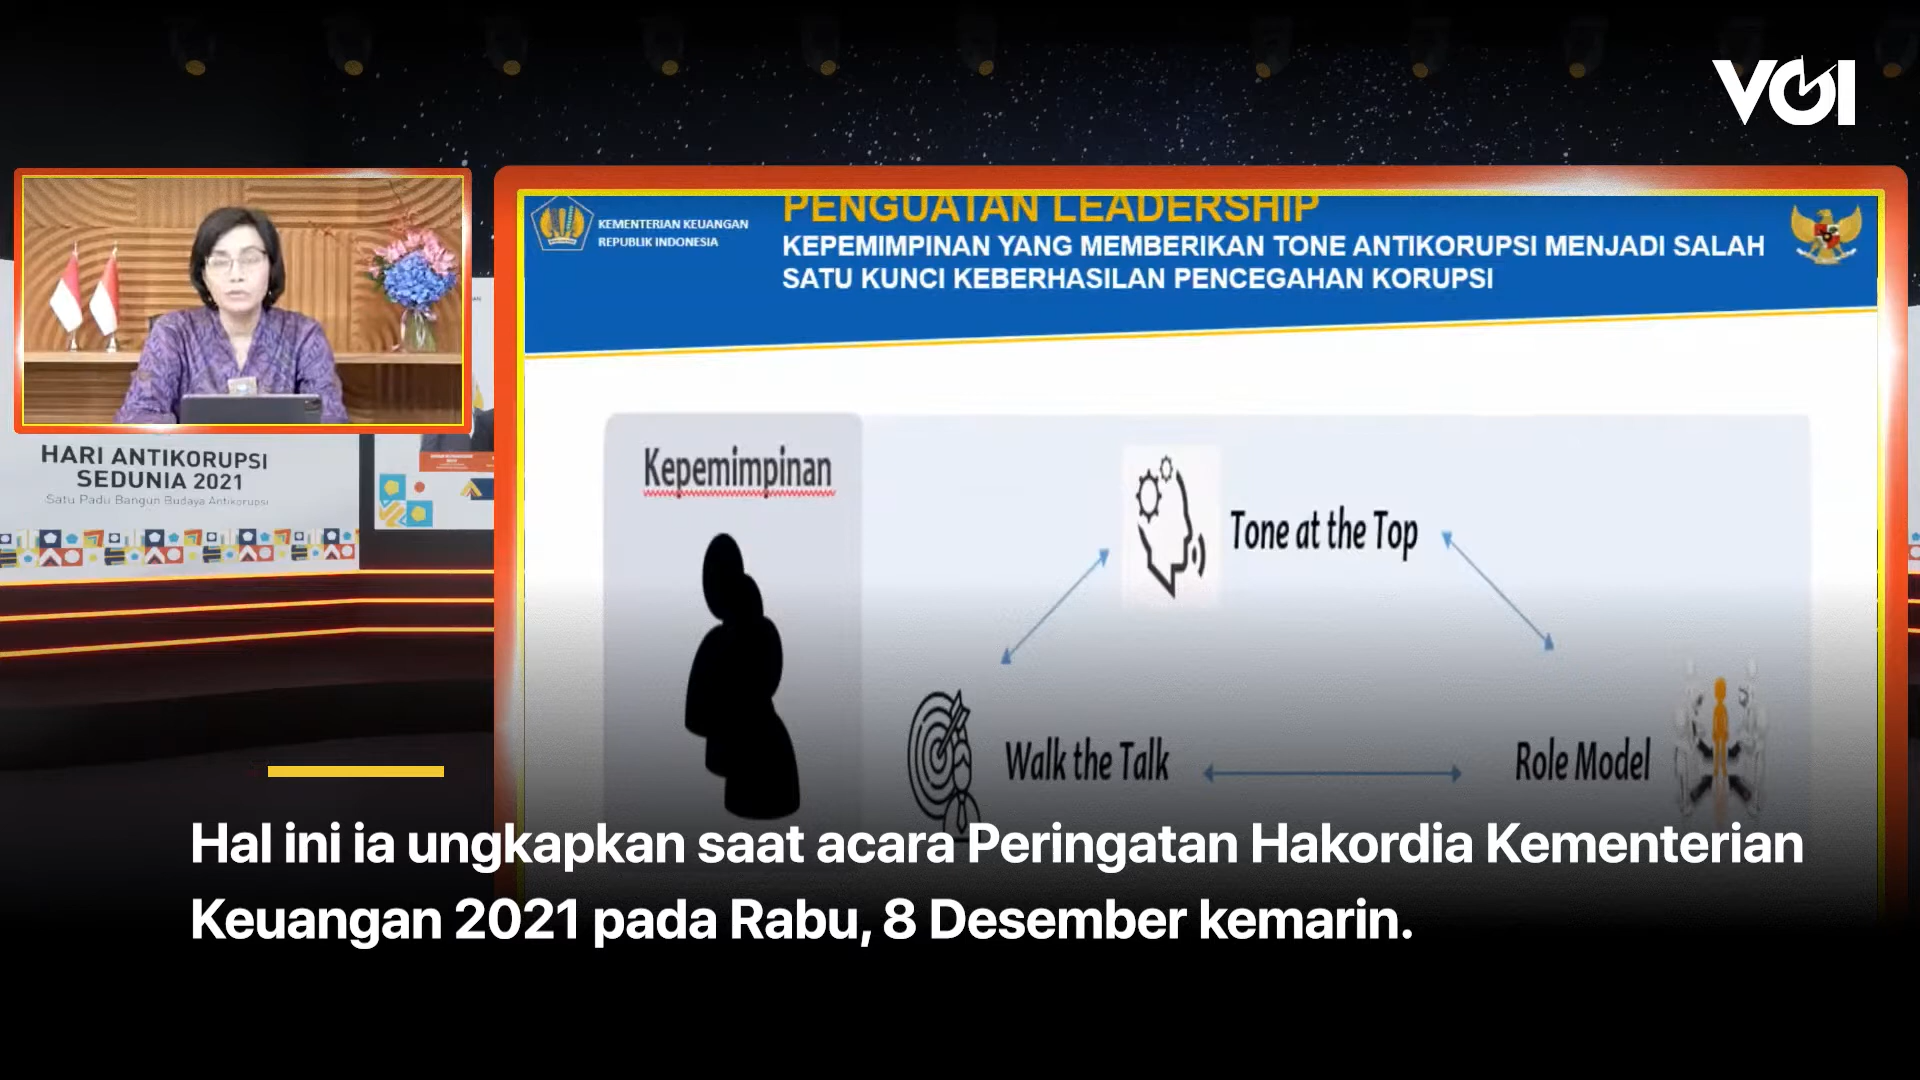 VOI
KEMENTERIAN KEUANGAN
REPUBLIK INDONESIA
PENGUATAN LEADERSHIP
KEPEMIMPINAN YANG MEMBERIKAN TONE ANTIKORUPSI MENJADI SALAH
SATU KUNCI KEBERHASILAN PENCEGAHAN KORUPSI
HARI ANTIKORUPSI
SEDUNIA 2021
Satu Padu Bangun Budaya Antikorupsi
Kepemimpinan
Tone at the Top
Walk the Talk
Role Model
Hal ini ia ungkapkan saat acara Peringatan Hakordia Kementerian
Keuangan 2021 pada Rabu, 8 Desember kemarin.